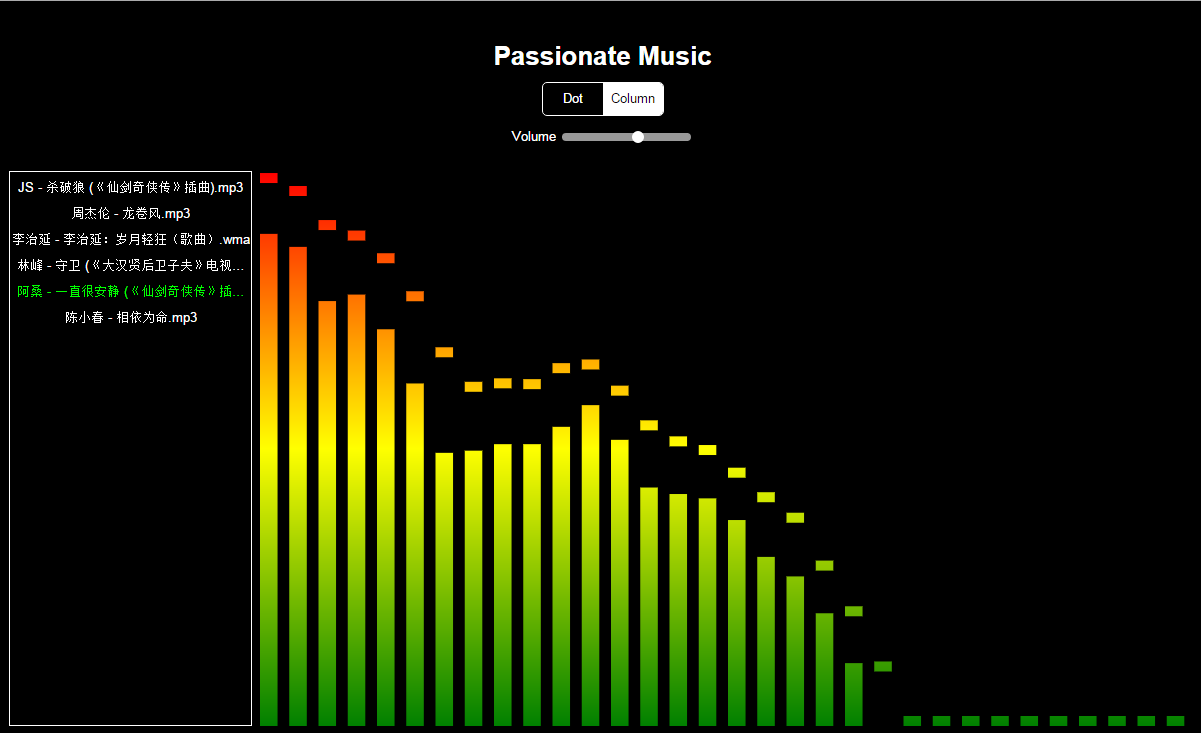 Passionate Music
Dot Column
Volume
JS - 杀破狼 (《仙剑奇侠传》插曲).mp3
周杰伦 - 龙卷风.mp3
李治延 - 李治延：岁月轻狂（歌曲）.wma
林峰 - 守卫 (《大汉贤后卫子夫》电视...
阿桑 - 一直很安静 (《仙剑奇侠传》插...
陈小春 - 相依为命.mp3